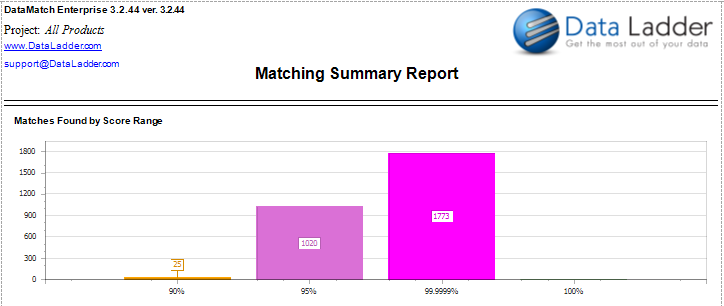 DataMatch Enterprise 3.2.44 ver. 3.2.44
Project: All Products
www.DataLadder.com
support@DataLadder.com
Data Ladder
Get the most out of your data
Matching Summary Report
Matches Found by Score Range
1800
1500
1200
900
600
300
0
25
1020
1773
90%
95%
99.9999%
100%